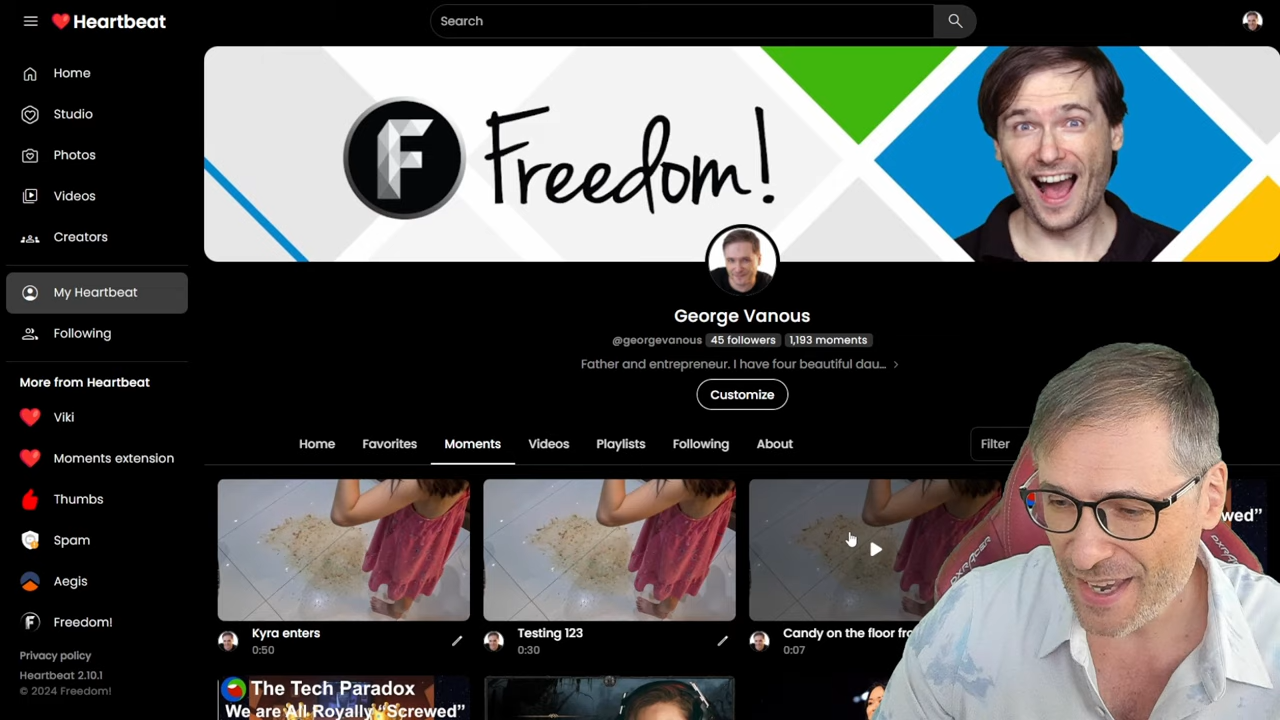 Heartbeat
Search
Home
Studio
Photos
Videos
Creators
My Heartbeat
Following
More from Heartbeat
Viki
Moments extension
Thumbs
Spam
Aegis
Freedom!
Privacy policy
Heartbeat 2.10.1
© 2024 Freedom!
F Freedom!
George Vanous
@georgevanous 45 followers 1,193 moments
Father and entrepreneur. I have four beautiful dau...
Customize
Home Favorites Moments Videos Playlists Following About Filter
Kyra enters
0:50
Testing 123
0:30
Candy on the floor
0:07
The Tech Paradox
We are All Royally “Screwed”
DXRACER